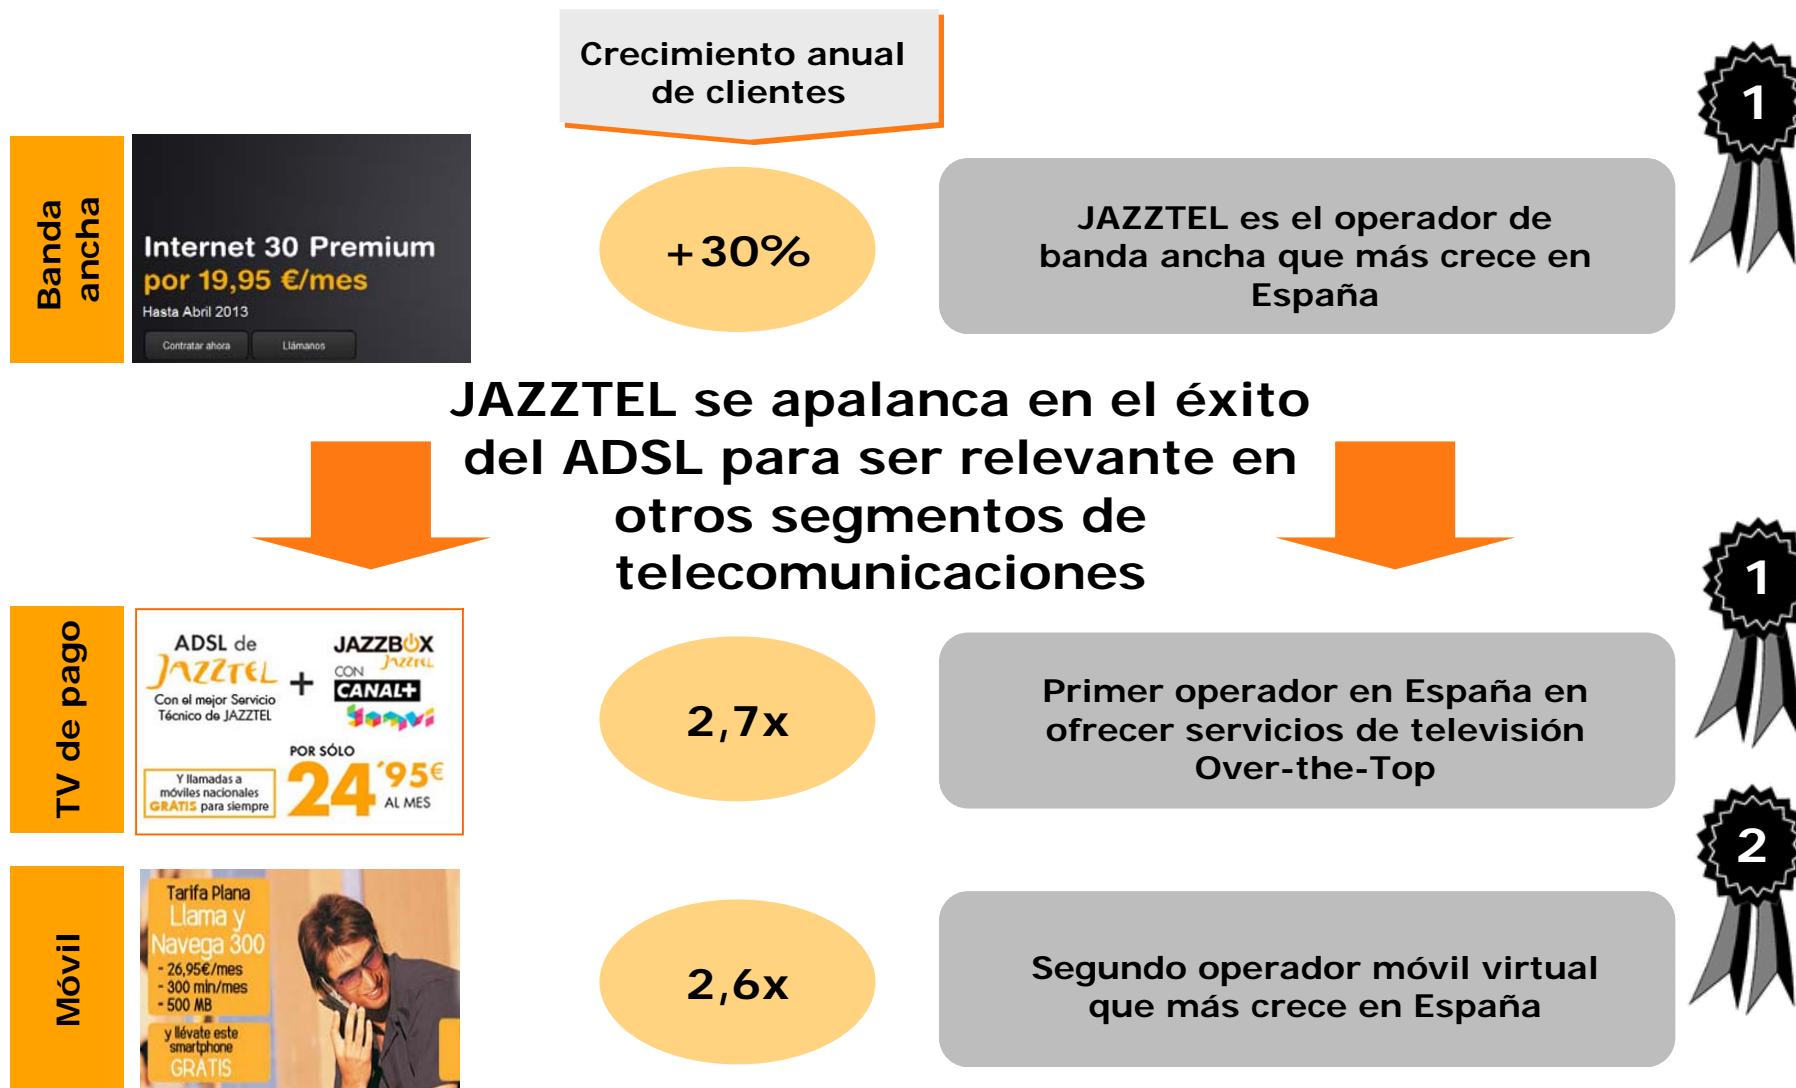 Crecimiento anual
de clientes
1
Banda
ancha
Internet 30 Premium
por 19,95 €/mes
Hasta Abril 2013
Contratar ahora
Llámanos
+30%
JAZZTEL es el operador de
banda ancha que más crece en
España
JAZZTEL se apalanca en el éxito
del ADSL para ser relevante en
otros segmentos de
telecomunicaciones
1
TV de pago
ADSL de
JAZZTEL
Con el mejor Servicio
Técnico de JAZZTEL
+
JAZZBOX
JAZZTEL
CON
CANAL+
yomvi
Y llamadas a
móviles nacionales
GRATIS para siempre
POR SÓLO
24'95€
AL MES
2,7x
Primer operador en España en
ofrecer servicios de televisión
Over-the-Top
2
Móvil
Tarifa Plana
Llama y
Navega 300
- 26,95€/mes
- 300 min/mes
- 500 MB
y llévate este
smartphone
GRATIS
2,6x
Segundo operador móvil virtual
que más crece en España